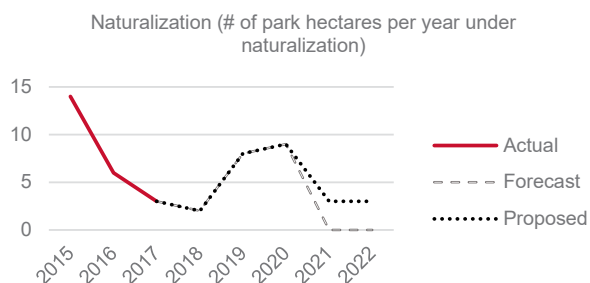 Naturalization (# of park hectares per year under
naturalization)
15
10
5
0
2015
2016
2017
2018
2019
2020
2021
2022
Actual
Forecast
Proposed